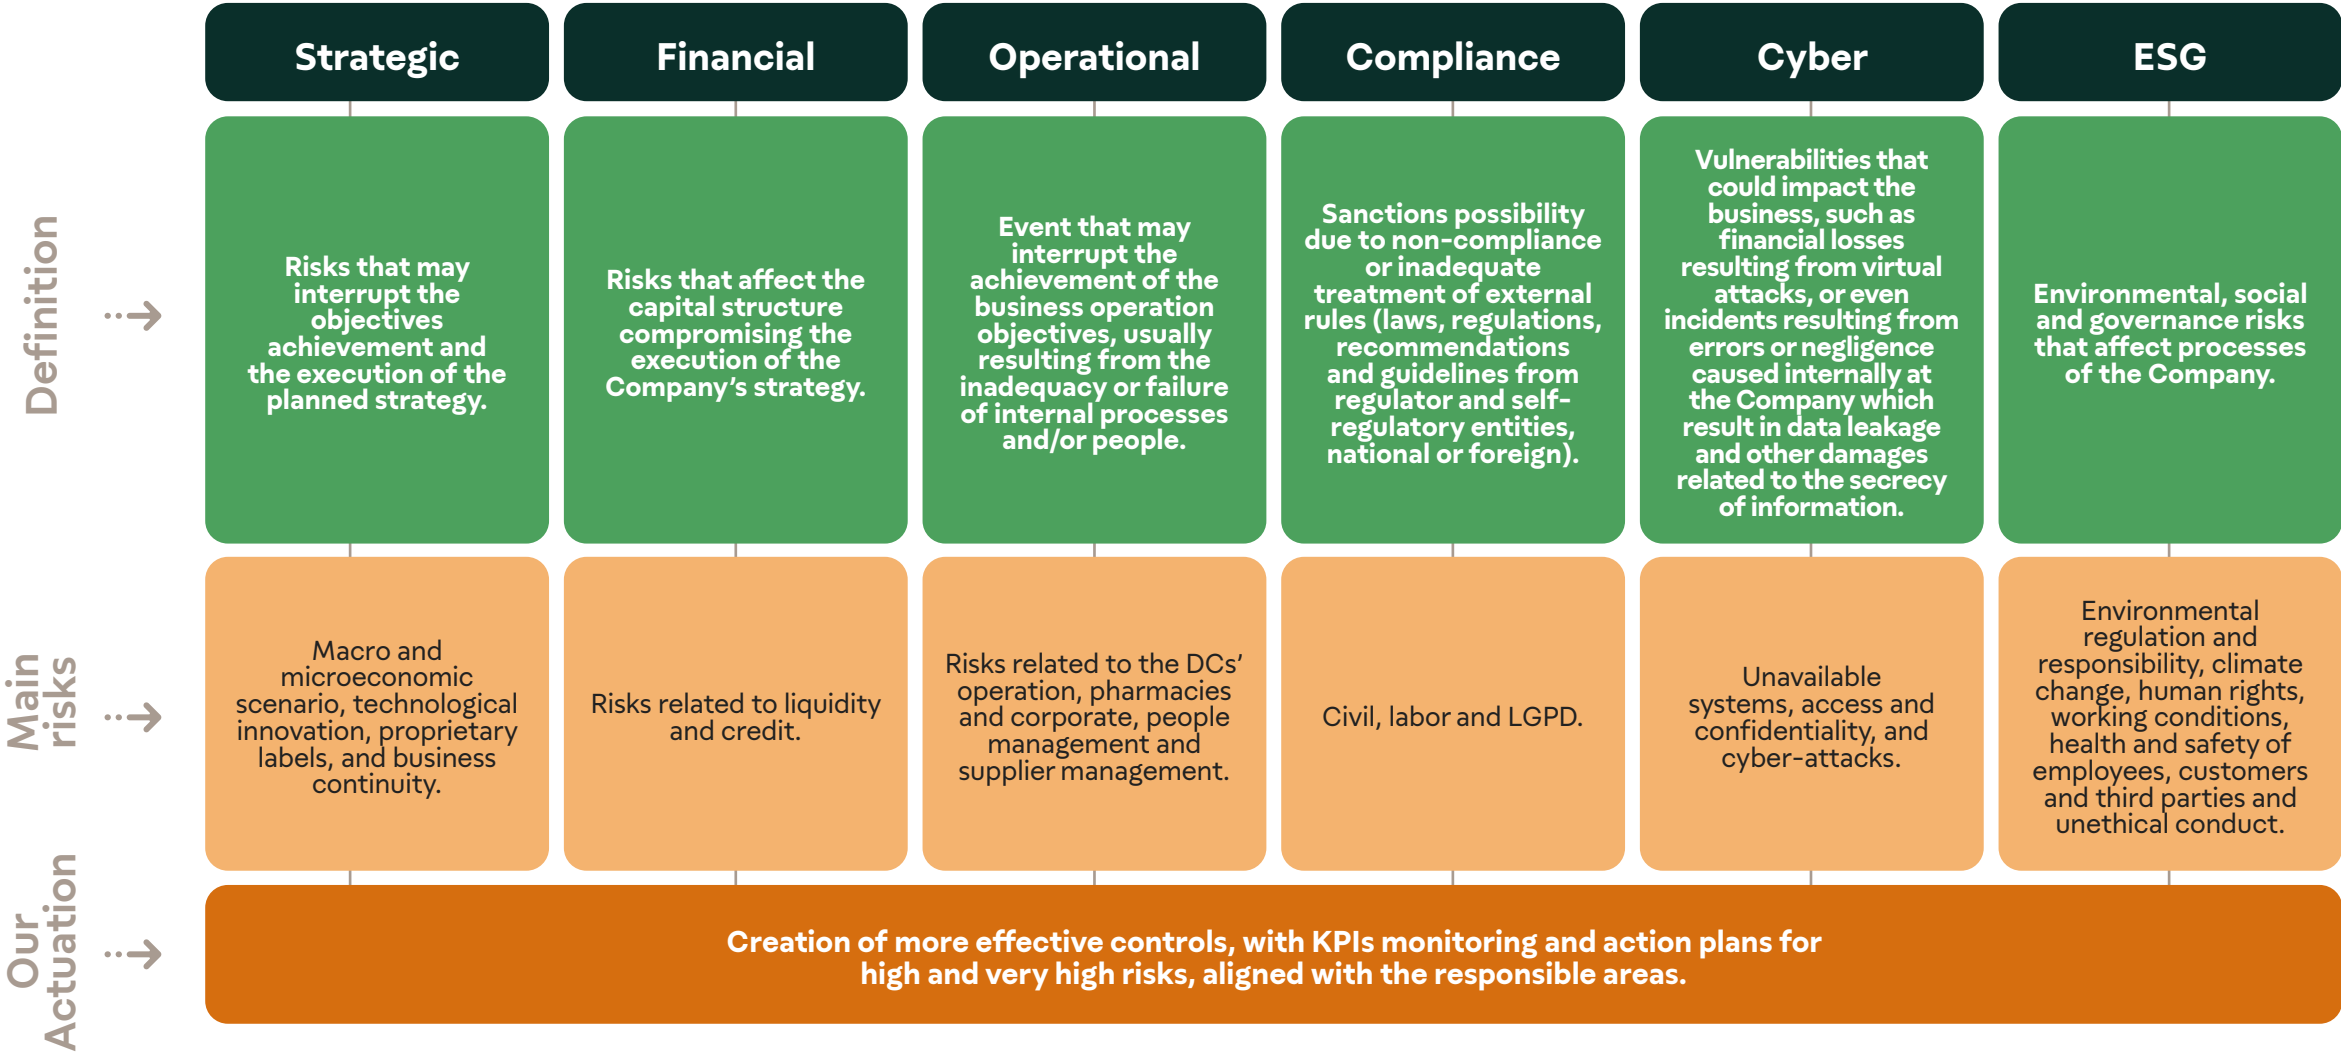 Strategic
Financial
Operational
Compliance
Cyber
ESG
Definition
Risks that may
interrupt the
objectives
achievement and
the execution of the
planned strategy.
Risks that affect the
capital structure
compromising the
execution of the
Company’s strategy.
Event that may
interrupt the
achievement of the
business operation
objectives, usually
resulting from the
inadequacy or failure
of internal processes
and/or people.
Sanctions possibility
due to non-compliance
or inadequate
treatment of external
rules (laws, regulations,
recommendations
and guidelines from
regulator and self-
regulatory entities,
national or foreign).
Vulnerabilities that
could impact the
business, such as
financial losses
resulting from virtual
attacks, or even
incidents resulting from
errors or negligence
caused internally at
the Company which
result in data leakage
and other damages
related to the secrecy
of information.
Environmental, social
and governance risks
that affect processes
of the Company.
Main
risks
Macro and
microeconomic
scenario, technological
innovation, proprietary
labels, and business
continuity.
Risks related to liquidity
and credit.
Risks related to the DCs’
operation, pharmacies
and corporate, people
management and
supplier management.
Civil, labor and LGPD.
Unavailable
systems, access and
confidentiality, and
cyber-attacks.
Environmental
regulation and
responsibility, climate
change, human rights,
working conditions,
health and safety of
employees, customers
and third parties and
unethical conduct.
Our
Actuation
Creation of more effective controls, with KPIs monitoring and action plans for
high and very high risks, aligned with the responsible areas.